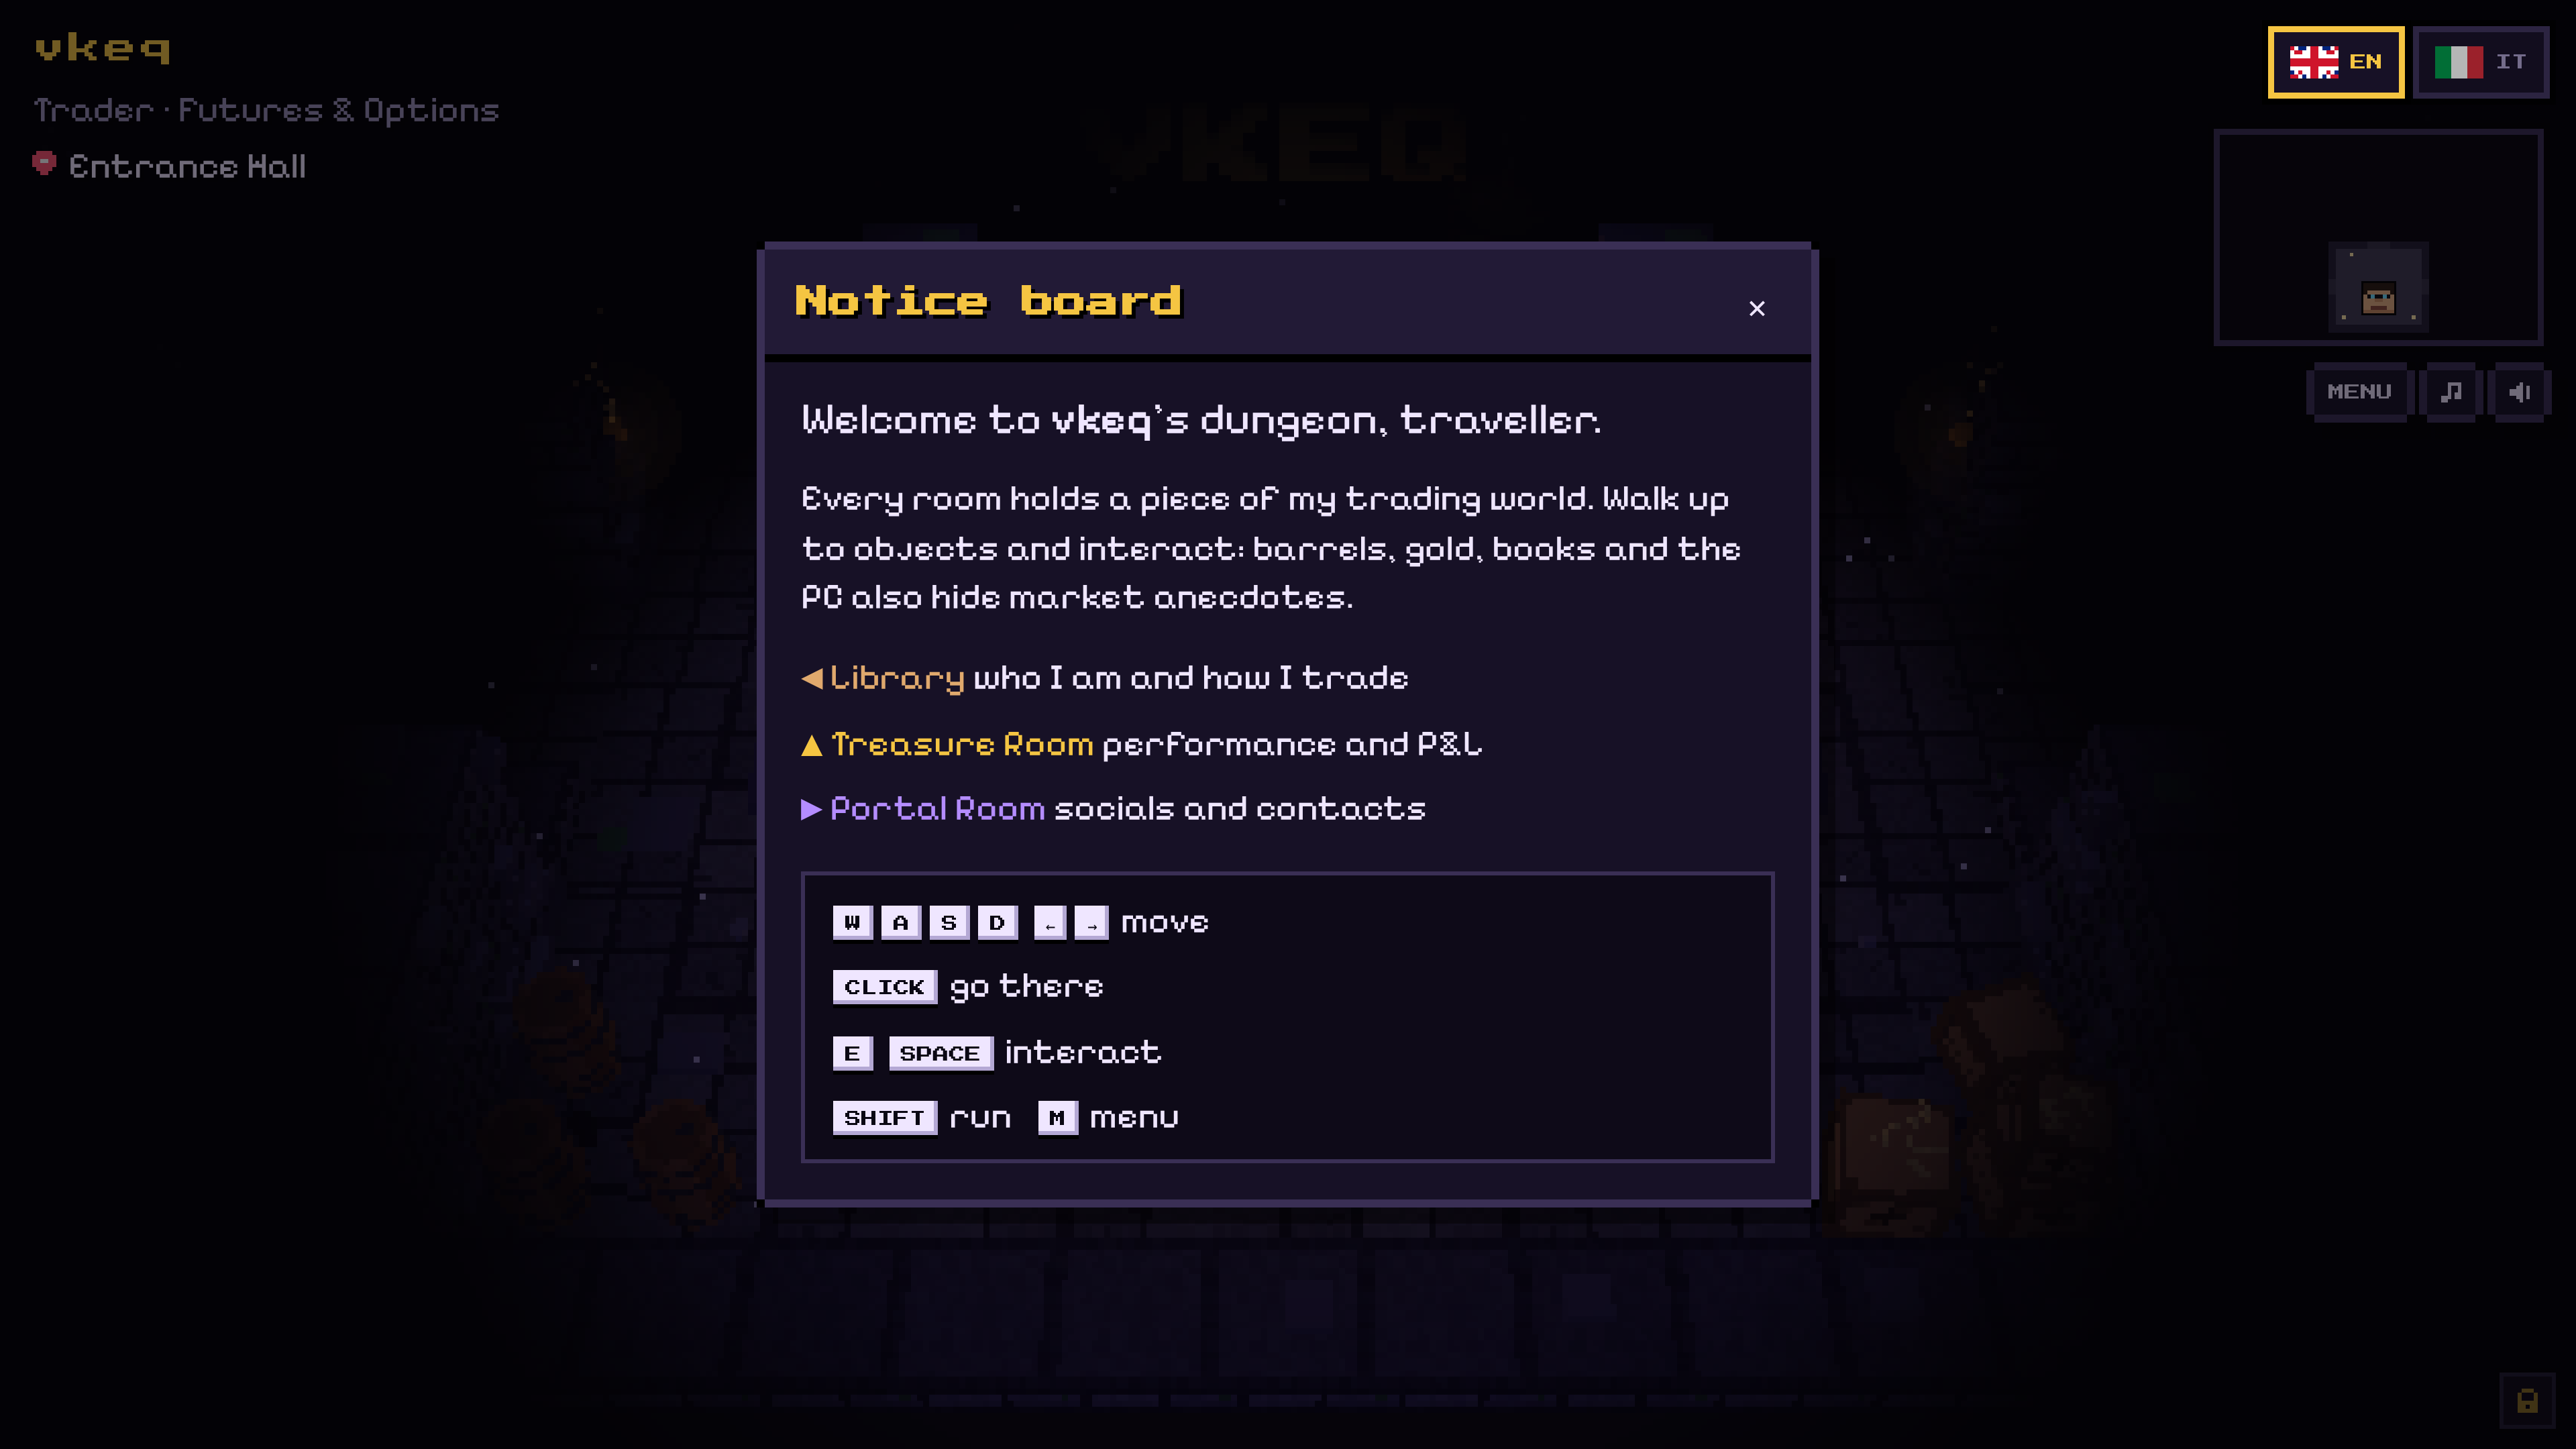 vkeq
Trader · Futures & Options
Entrance Hall
VKEQ
EN
IT
MENU
Notice board
×
Welcome to vkeq's dungeon, traveller.
Every room holds a piece of my trading world. Walk up
to objects and interact: barrels, gold, books and the
PC also hide market anecdotes.
◀ Library who I am and how I trade
▲ Treasure Room performance and P&L
▶ Portal Room socials and contacts
W A S D ← → move
CLICK go there
E SPACE interact
SHIFT run M menu